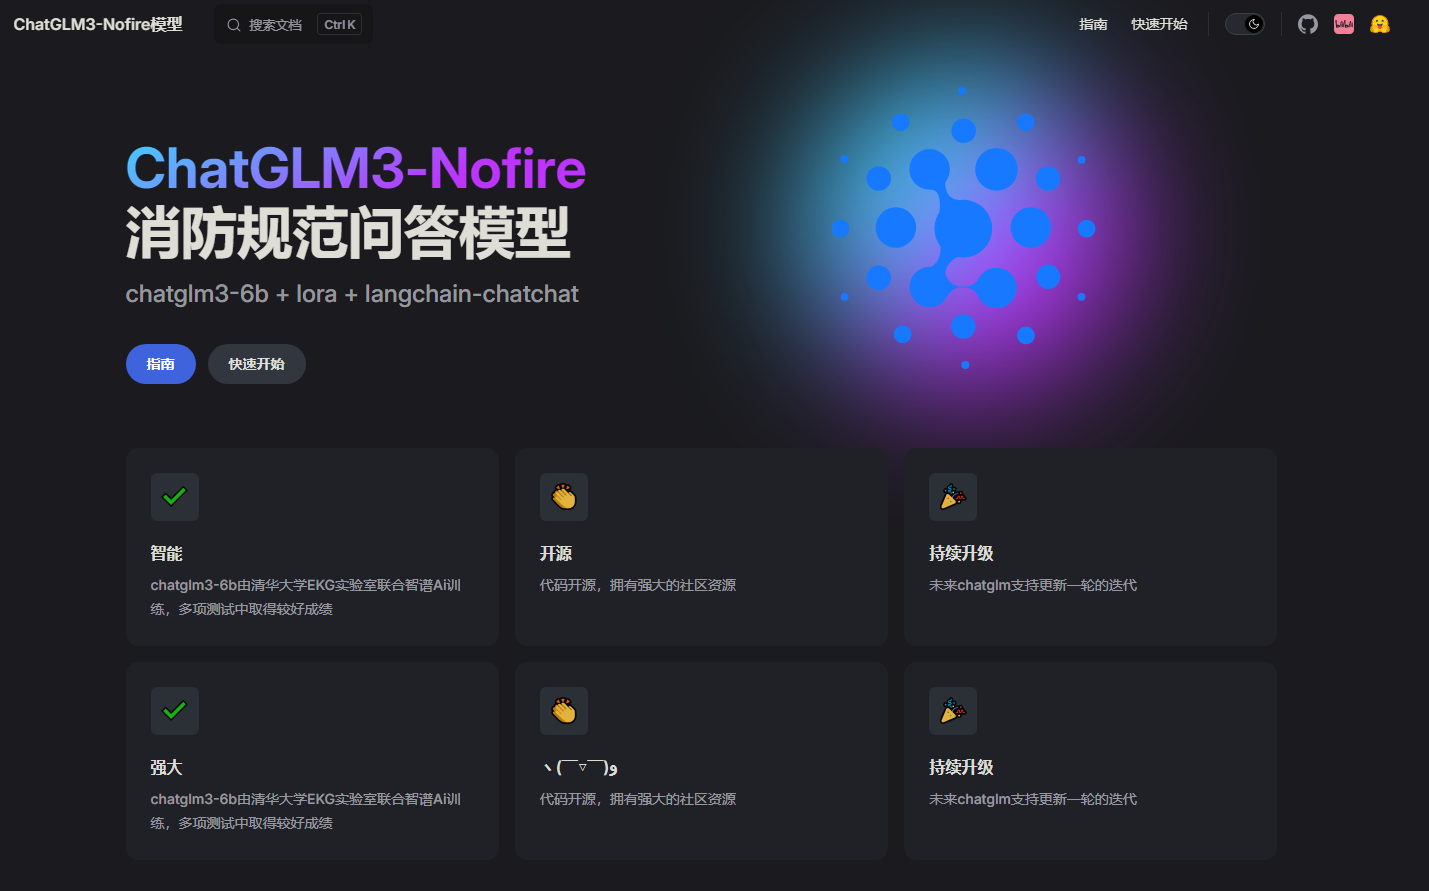 ChatGLM3-Nofire模型
搜索文档
Ctrl K
指南
快速开始
ChatGLM3-Nofire
消防规范问答模型
chatglm3-6b + lora + langchain-chatchat
指南
快速开始
智能
chatglm3-6b由清华大学EKG实验室联合智谱Ai训
练，多项测试中取得较好成绩
开源
代码开源，拥有强大的社区资源
持续升级
未来chatglm支持更新一轮的迭代
强大
chatglm3-6b由清华大学EKG实验室联合智谱Ai训
练，多项测试中取得较好成绩
ヽ(￣▽￣)و
代码开源，拥有强大的社区资源
持续升级
未来chatglm支持更新一轮的迭代